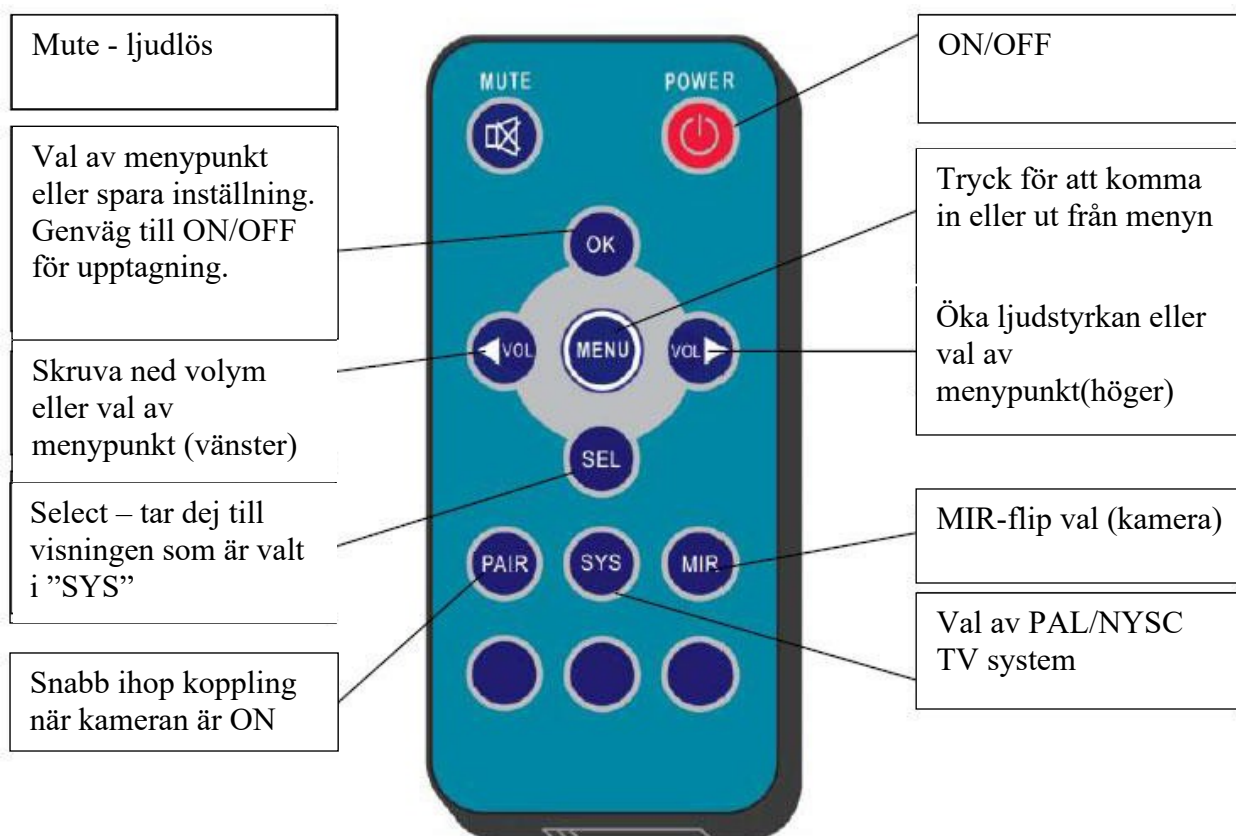 Mute - ljudlös
Val av menypunkt
eller spara inställning.
Genväg till ON/OFF
för upptagning.
Skruva ned volym
eller val av
menypunkt (vänster)
Select – tar dej till
visningen som är valt
i ”SYS”
Snabb ihop koppling
när kameran är ON
MUTE
POWER
OK
VOL
MENU
VOL
SEL
PAIR
SYS
MIR
ON/OFF
Tryck för att komma
in eller ut från menyn
Öka ljudstyrkan eller
val av
menypunkt(höger)
MIR-flip val (kamera)
Val av PAL/NYSC
TV system